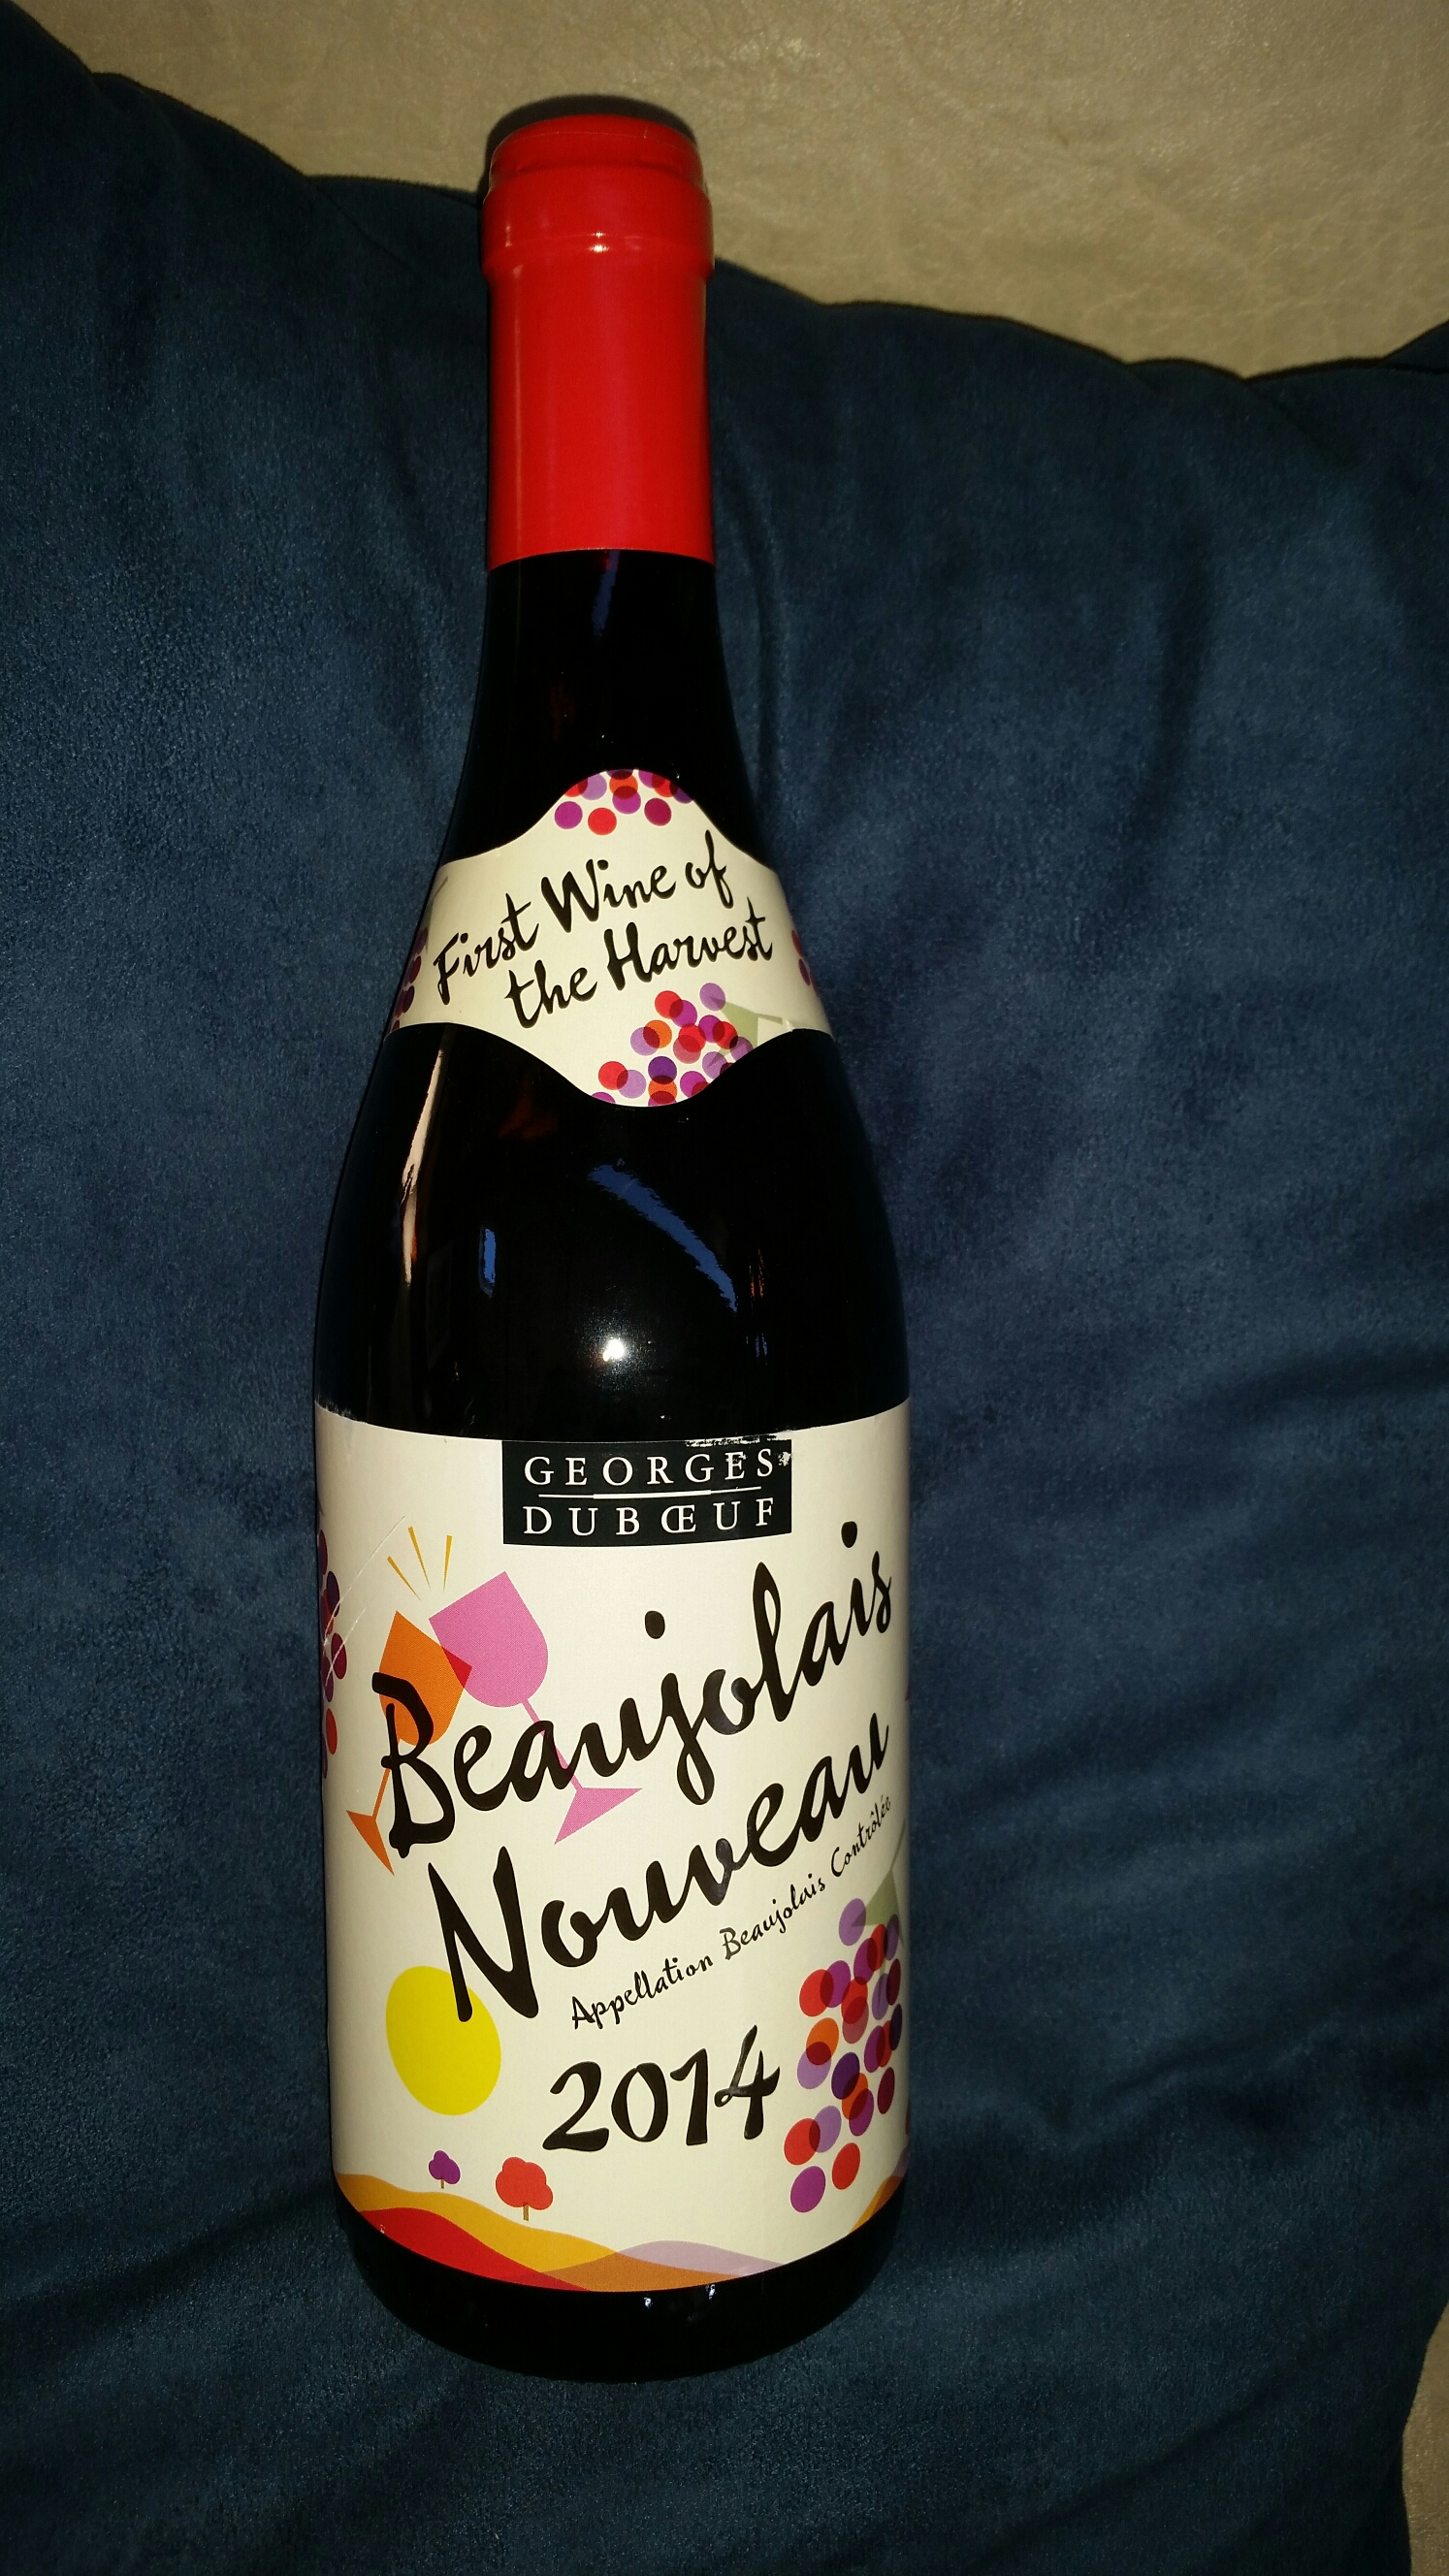 First Wine of
the Harvest
GEORGES
DUBŒUF
Beaujolais
Nouveau
Appellation Beaujolais Contrôlée
2014